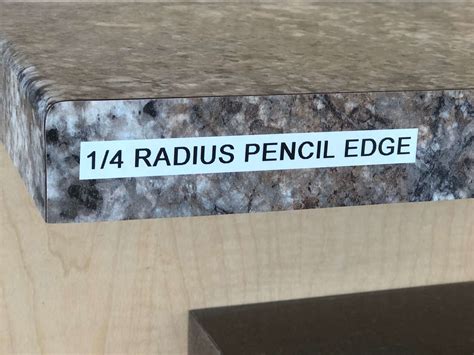 1/4 RADIUS PENCIL EDGE